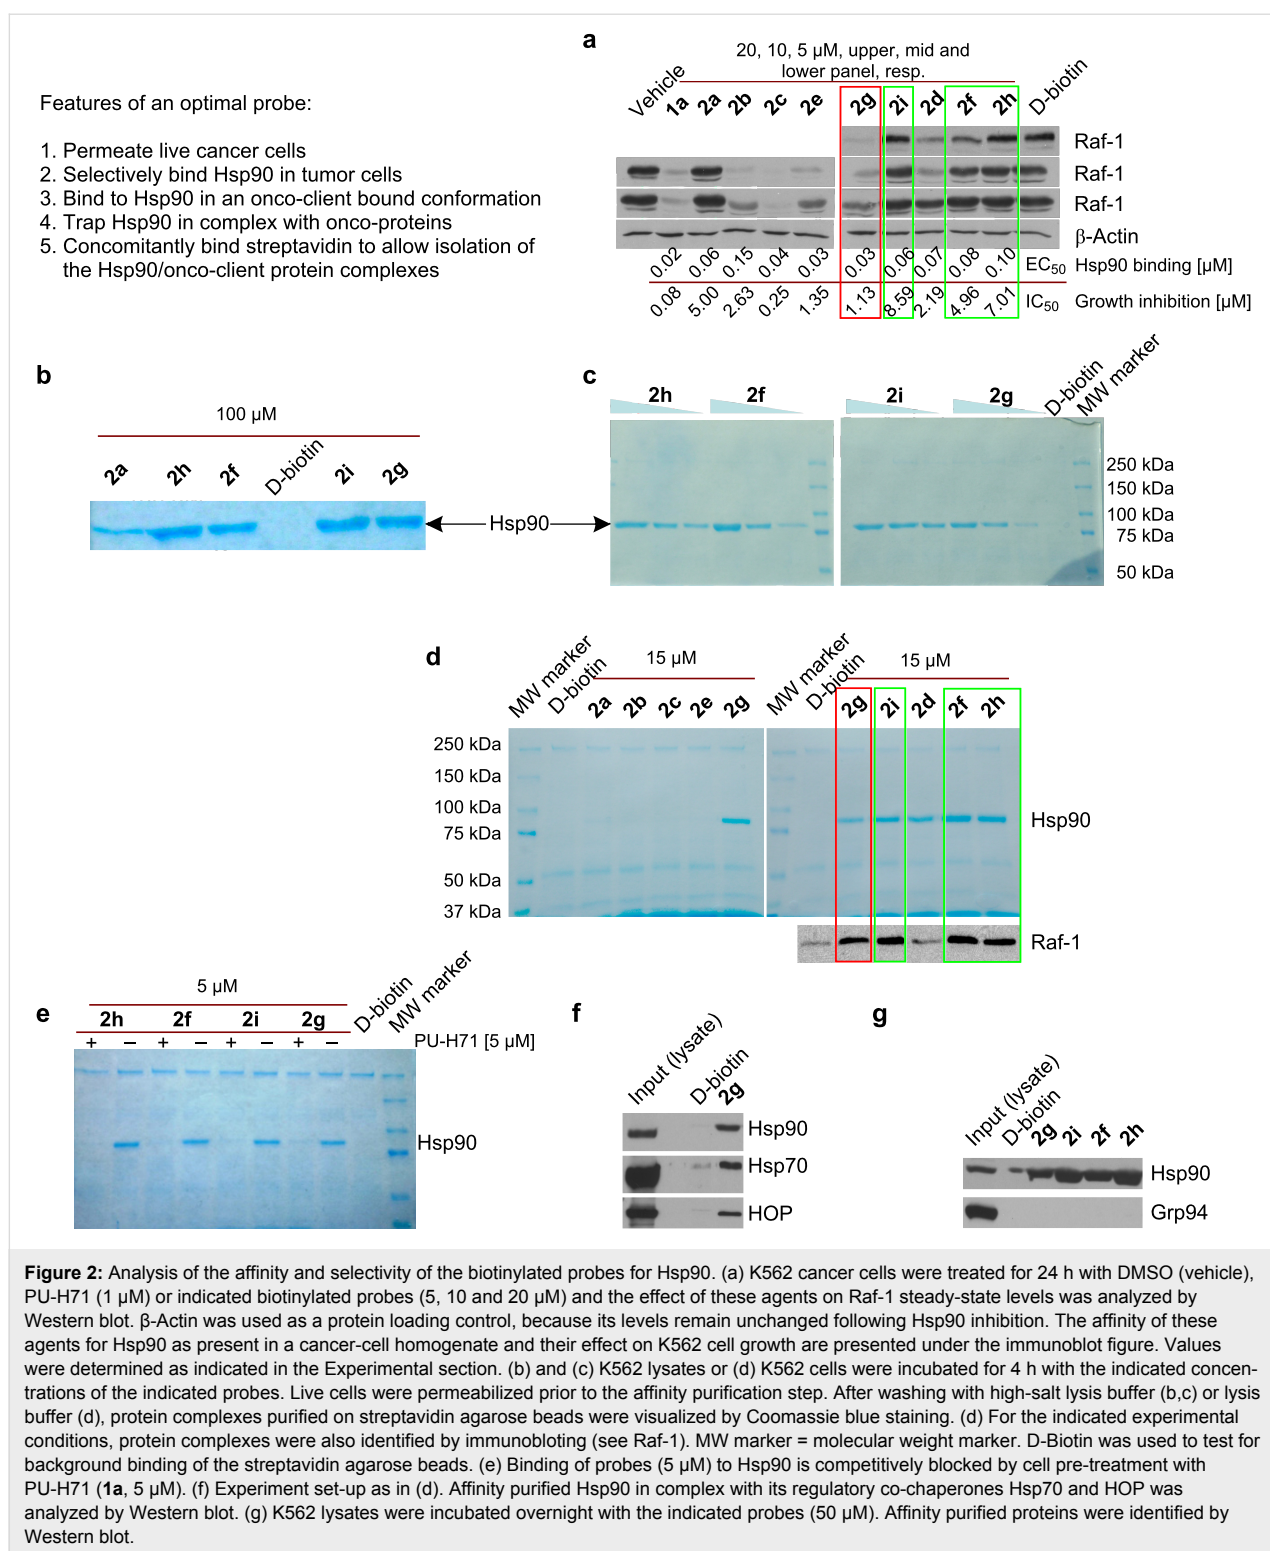 Features of an optimal probe:
1. Permeate live cancer cells
2. Selectively bind Hsp90 in tumor cells
3. Bind to Hsp90 in an onco-client bound conformation
4. Trap Hsp90 in complex with onco-proteins
5. Concomitantly bind streptavidin to allow isolation of
the Hsp90/onco-client protein complexes
a
20, 10, 5 µM, upper, mid and
lower panel, resp.
Vehicle 1a 2a 2b 2c 2e 2g 2i 2d 2f 2h D-biotin
Raf-1
Raf-1
Raf-1
β-Actin
0.02 0.06 0.15 0.04 0.03 0.03 0.06 0.07 0.08 0.10 EC50 Hsp90 binding [µM]
0.08 5.00 2.63 0.25 1.35 1.13 8.59 2.19 4.96 7.01 IC50 Growth inhibition [µM]
b
100 µM
2a 2h 2f D-biotin 2i 2g
Hsp90
c
2h 2f 2i 2g D-biotin MW marker
250 kDa
150 kDa
100 kDa
75 kDa
50 kDa
d
15 µM
MW marker D-biotin 2a 2b 2c 2e 2g
15 µM
MW marker D-biotin 2g 2i 2d 2f 2h
250 kDa
150 kDa
100 kDa
75 kDa
50 kDa
37 kDa
Hsp90
Raf-1
e
5 µM
2h 2f 2i 2g D-biotin MW marker
+ − + − + − + − PU-H71 [5 µM]
Hsp90
f
Input (lysate) D-biotin 2g
Hsp90
Hsp70
HOP
g
Input (lysate) D-biotin 2g 2i 2f 2h
Hsp90
Grp94
Figure 2: Analysis of the affinity and selectivity of the biotinylated probes for Hsp90. (a) K562 cancer cells were treated for 24 h with DMSO (vehicle),
PU-H71 (1 µM) or indicated biotinylated probes (5, 10 and 20 µM) and the effect of these agents on Raf-1 steady-state levels was analyzed by
Western blot. β-Actin was used as a protein loading control, because its levels remain unchanged following Hsp90 inhibition. The affinity of these
agents for Hsp90 as present in a cancer-cell homogenate and their effect on K562 cell growth are presented under the immunoblot figure. Values
were determined as indicated in the Experimental section. (b) and (c) K562 lysates or (d) K562 cells were incubated for 4 h with the indicated concen-
trations of the indicated probes. Live cells were permeabilized prior to the affinity purification step. After washing with high-salt lysis buffer (b,c) or lysis
buffer (d), protein complexes purified on streptavidin agarose beads were visualized by Coomassie blue staining. (d) For the indicated experimental
conditions, protein complexes were also identified by immunobloting (see Raf-1). MW marker = molecular weight marker. D-Biotin was used to test for
background binding of the streptavidin agarose beads. (e) Binding of probes (5 µM) to Hsp90 is competitively blocked by cell pre-treatment with
PU-H71 (1a, 5 µM). (f) Experiment set-up as in (d). Affinity purified Hsp90 in complex with its regulatory co-chaperones Hsp70 and HOP was
analyzed by Western blot. (g) K562 lysates were incubated overnight with the indicated probes (50 µM). Affinity purified proteins were identified by
Western blot.